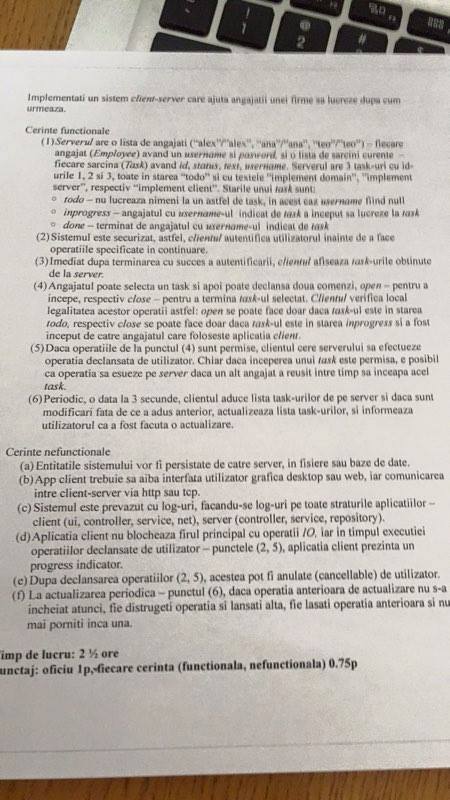 !
1
@
2
#
Implementati un sistem client-server care ajuta angajatii unei firme sa lucreze dupa cum
urmeaza.
Cerinte functionale
(1) Serverul are o lista de angajati ("alex"/"alex", "ana"/"ana", "teo"/"teo") – fiecare
angajat (Employee) avand un username si password, si o lista de sarcini curente –
fiecare sarcina (Task) avand id, status, text, username. Serverul are 3 task-uri cu id-
urile 1, 2 si 3, toate in starea "todo" si cu textele "implement domain", "implement
server", respectiv "implement client". Starile unui task sunt:
○ todo – nu lucreaza nimeni la un astfel de task, in acest caz username fiind null
○ inprogress – angajatul cu username-ul indicat de task a inceput sa lucreze la task
○ done – terminat de angajatul cu username-ul indicat de task
(2) Sistemul este securizat, astfel, clientul autentifica utilizatorul inainte de a face
operatiile specificate in continuare.
(3) Imediat dupa terminarea cu succes a autentificarii, clientul afiseaza task-urile obtinute
de la server.
(4) Angajatul poate selecta un task si apoi poate declansa doua comenzi, open – pentru a
incepe, respectiv close – pentru a termina task-ul selectat. Clientul verifica local
legalitatea acestor operatii astfel: open se poate face doar daca task-ul este in starea
todo, respectiv close se poate face doar daca task-ul este in starea inprogress si a fost
inceput de catre angajatul care foloseste aplicatia client.
(5) Daca operatiile de la punctul (4) sunt permise, clientul cere serverului sa efectueze
operatia declansata de utilizator. Chiar daca inceperea unui task este permisa, e posibil
ca operatia sa esueze pe server daca un alt angajat a reusit intre timp sa inceapa acel
task.
(6) Periodic, o data la 3 secunde, clientul aduce lista task-urilor de pe server si daca sunt
modificari fata de ce a adus anterior, actualizeaza lista task-urilor, si informeaza
utilizatorul ca a fost facuta o actualizare.
Cerinte nefunctionale
(a) Entitatile sistemului vor fi persistate de catre server, in fisiere sau baze de date.
(b) App client trebuie sa aiba interfata utilizator grafica desktop sau web, iar comunicarea
intre client-server via http sau tcp.
(c) Sistemul este prevazut cu log-uri, facandu-se log-uri pe toate straturile aplicatiilor –
client (ui, controller, service, net), server (controller, service, repository).
(d) Aplicatia client nu blocheaza firul principal cu operatii IO, iar in timpul executiei
operatiilor declansate de utilizator – punctele (2, 5), aplicatia client prezinta un
progress indicator.
(e) Dupa declansarea operatiilor (2, 5), acestea pot fi anulate (cancellable) de utilizator.
(f) La actualizarea periodica – punctul (6), daca operatia anterioara de actualizare nu s-a
incheiat atunci, fie distrugeti operatia si lansati alta, fie lasati operatia anterioara si nu
mai porniti inca una.
imp de lucru: 2 ½ ore
unctaj: oficiu 1p, fiecare cerinta (functionala, nefunctionala) 0.75p